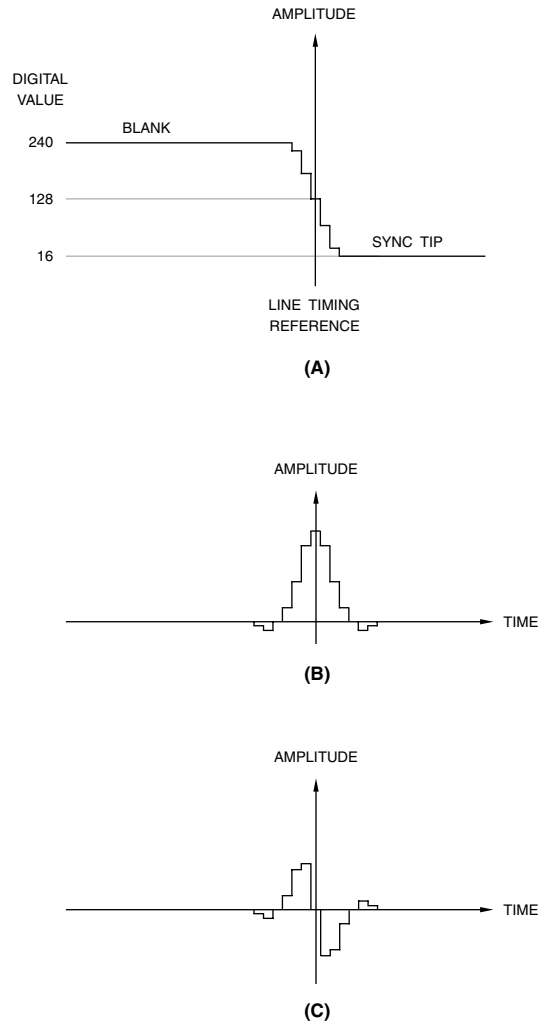 AMPLITUDE
DIGITAL
VALUE
BLANK
240
128
SYNC TIP
16
LINE TIMING
REFERENCE
(A)
AMPLITUDE
TIME
(B)
AMPLITUDE
TIME
(C)